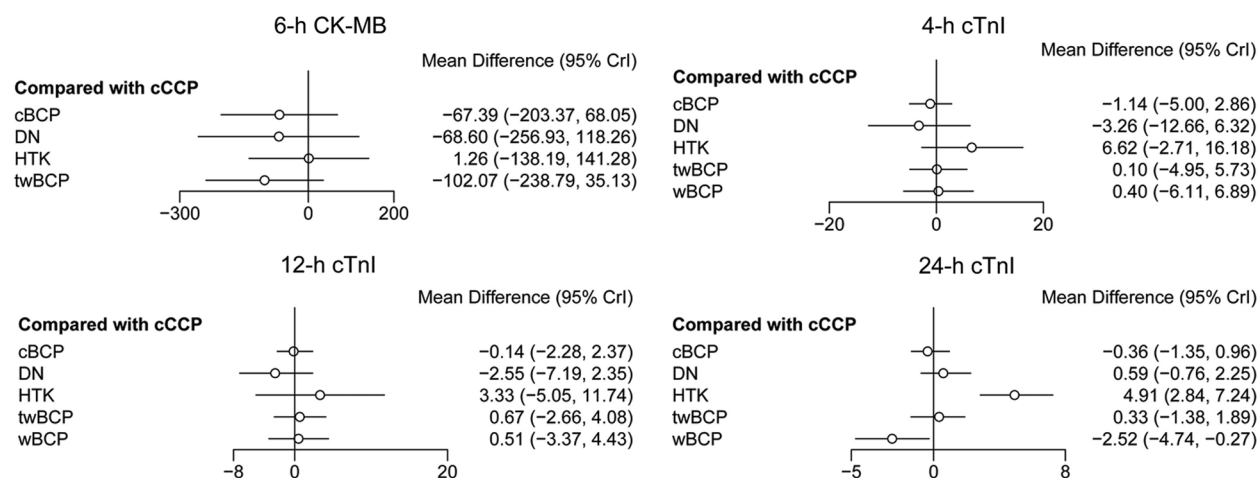 6-h CK-MB
Mean Difference (95% CrI)
Compared with cCCP
cBCP −67.39 (−203.37, 68.05)
DN −68.60 (−256.93, 118.26)
HTK 1.26 (−138.19, 141.28)
twBCP −102.07 (−238.79, 35.13)
−300 0 200
4-h cTnI
Mean Difference (95% CrI)
Compared with cCCP
cBCP −1.14 (−5.00, 2.86)
DN −3.26 (−12.66, 6.32)
HTK 6.62 (−2.71, 16.18)
twBCP 0.10 (−4.95, 5.73)
wBCP 0.40 (−6.11, 6.89)
−20 0 20
12-h cTnI
Mean Difference (95% CrI)
Compared with cCCP
cBCP −0.14 (−2.28, 2.37)
DN −2.55 (−7.19, 2.35)
HTK 3.33 (−5.05, 11.74)
twBCP 0.67 (−2.66, 4.08)
wBCP 0.51 (−3.37, 4.43)
−8 0 20
24-h cTnI
Mean Difference (95% CrI)
Compared with cCCP
cBCP −0.36 (−1.35, 0.96)
DN 0.59 (−0.76, 2.25)
HTK 4.91 (2.84, 7.24)
twBCP 0.33 (−1.38, 1.89)
wBCP −2.52 (−4.74, −0.27)
−5 0 8